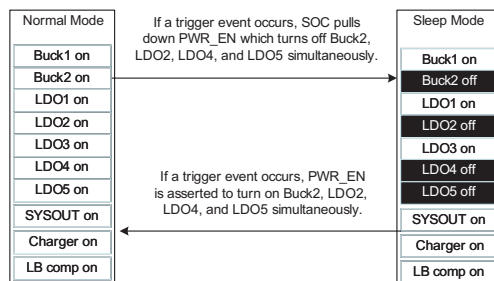 Normal Mode
Buck1 on
Buck2 on
LDO1 on
LDO2 on
LDO3 on
LDO4 on
LDO5 on
SYSOUT on
Charger on
LB comp on
If a trigger event occurs, SOC pulls
down PWR_EN which turns off Buck2,
LDO2, LDO4, and LDO5 simultaneously.
If a trigger event occurs, PWR_EN
is asserted to turn on Buck2, LDO2,
LDO4, and LDO5 simultaneously.
Sleep Mode
Buck1 on
Buck2 off
LDO1 on
LDO2 off
LDO3 on
LDO4 off
LDO5 off
SYSOUT on
Charger on
LB comp on